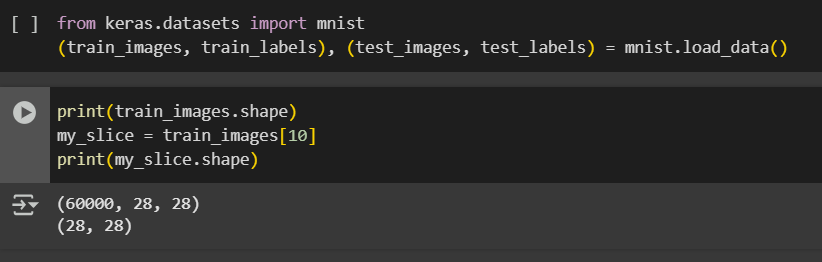 [ ] from keras.datasets import mnist
(train_images, train_labels), (test_images, test_labels) = mnist.load_data()
print(train_images.shape)
my_slice = train_images[10]
print(my_slice.shape)
(60000, 28, 28)
(28, 28)